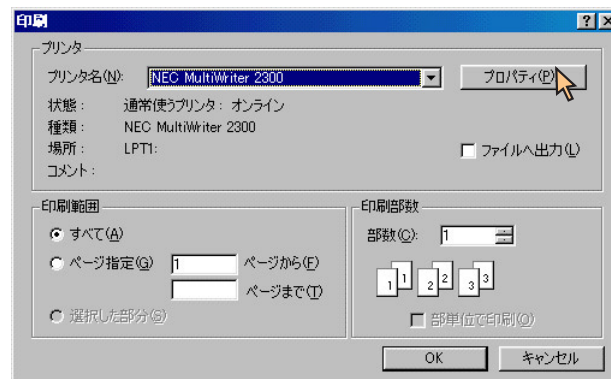 印刷
プリンタ
プリンタ名(N): NEC MultiWriter 2300 プロパティ(P)
状態： 通常使うプリンタ： オンライン
種類： NEC MultiWriter 2300
場所： LPT1: ファイルへ出力(L)
コメント：
印刷範囲
すべて(A)
ページ指定(G) 1 ページから(F)
ページまで(T)
選択した部分(S)
印刷部数
部数(C): 1
1 1 2 2 3 3
部単位で印刷(O)
OK キャンセル